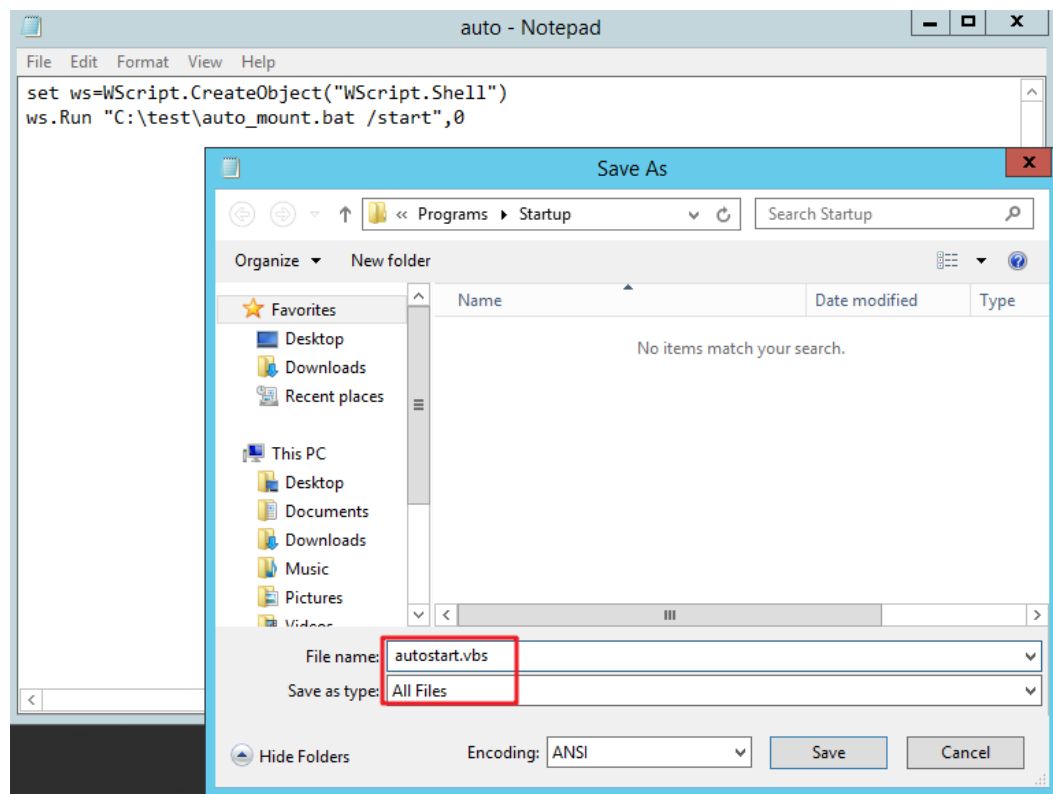 auto - Notepad
File Edit Format View Help
set ws=WScript.CreateObject("WScript.Shell")
ws.Run "C:\test\auto_mount.bat /start",0
Save As
« Programs Startup
Search Startup
Organize New folder
Favorites
Desktop
Downloads
Recent places
This PC
Desktop
Documents
Downloads
Music
Pictures
Videos
Name Date modified Type
No items match your search.
File name: autostart.vbs
Save as type: All Files
Hide Folders Encoding: ANSI Save Cancel